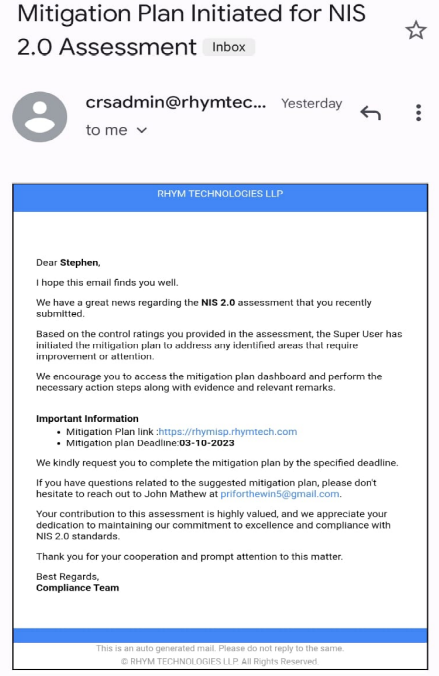 Mitigation Plan Initiated for NIS
2.0 Assessment Inbox
crsadmin@rhymtec... Yesterday
to me
RHYM TECHNOLOGIES LLP
Dear Stephen,
I hope this email finds you well.
We have a great news regarding the NIS 2.0 assessment that you recently
submitted.
Based on the control ratings you provided in the assessment, the Super User has
initiated the mitigation plan to address any identified areas that require
improvement or attention.
We encourage you to access the mitigation plan dashboard and perform the
necessary action steps along with evidence and relevant remarks.
Important Information
• Mitigation Plan link :https://rhymisp.rhymtech.com
• Mitigation plan Deadline:03-10-2023
We kindly request you to complete the mitigation plan by the specified deadline.
If you have questions related to the suggested mitigation plan, please don't
hesitate to reach out to John Mathew at priforthewin5@gmail.com.
Your contribution to this assessment is highly valued, and we appreciate your
dedication to maintaining our commitment to excellence and compliance with
NIS 2.0 standards.
Thank you for your cooperation and prompt attention to this matter.
Best Regards,
Compliance Team
This is an auto generated mail. Please do not reply to the same.
© RHYM TECHNOLOGIES LLP. All Rights Reserved.